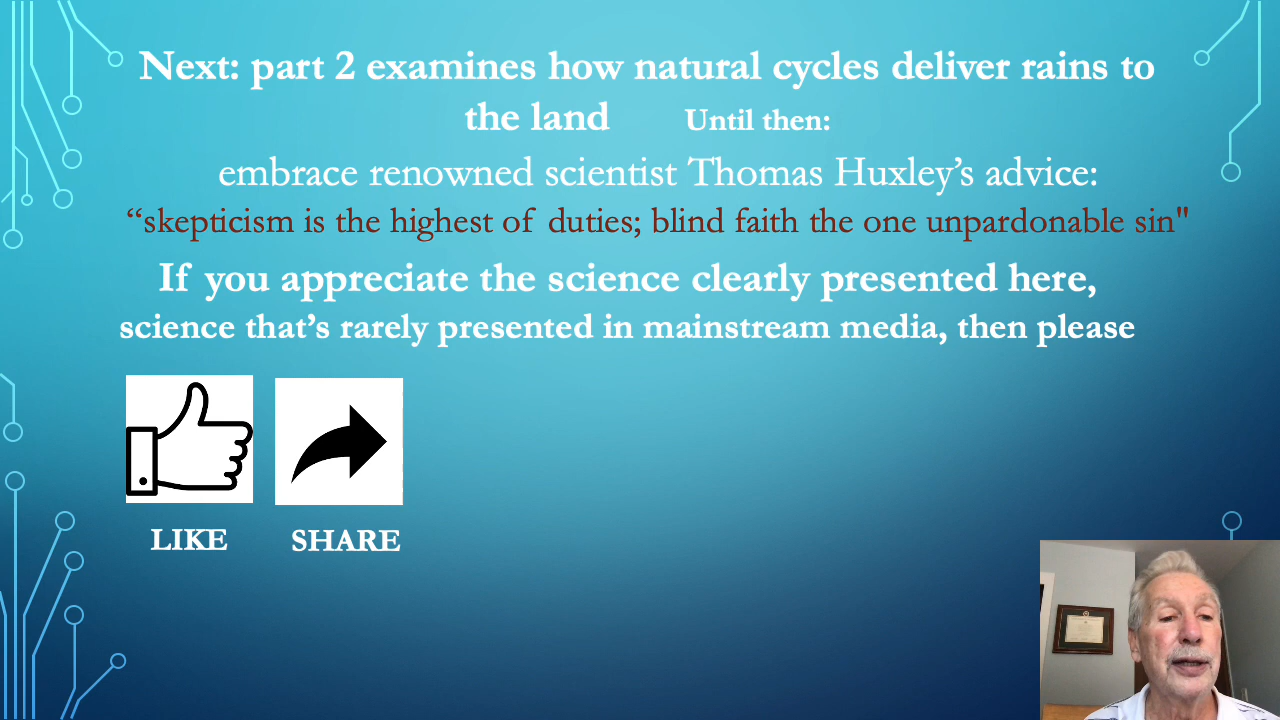 Next: part 2 examines how natural cycles deliver rains to
the land Until then:
embrace renowned scientist Thomas Huxley’s advice:
“skepticism is the highest of duties; blind faith the one unpardonable sin"
If you appreciate the science clearly presented here,
science that’s rarely presented in mainstream media, then please
LIKE SHARE